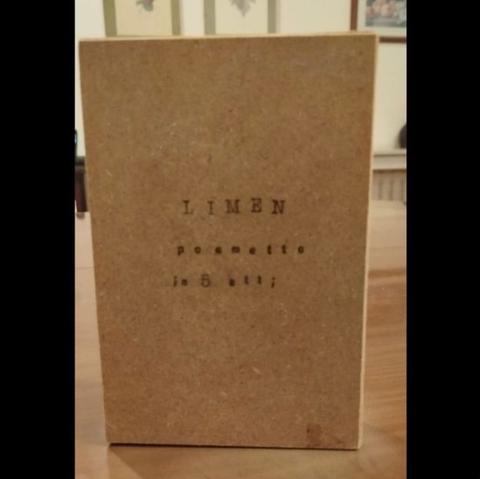 LIMEN
poemetto
in 5 atti